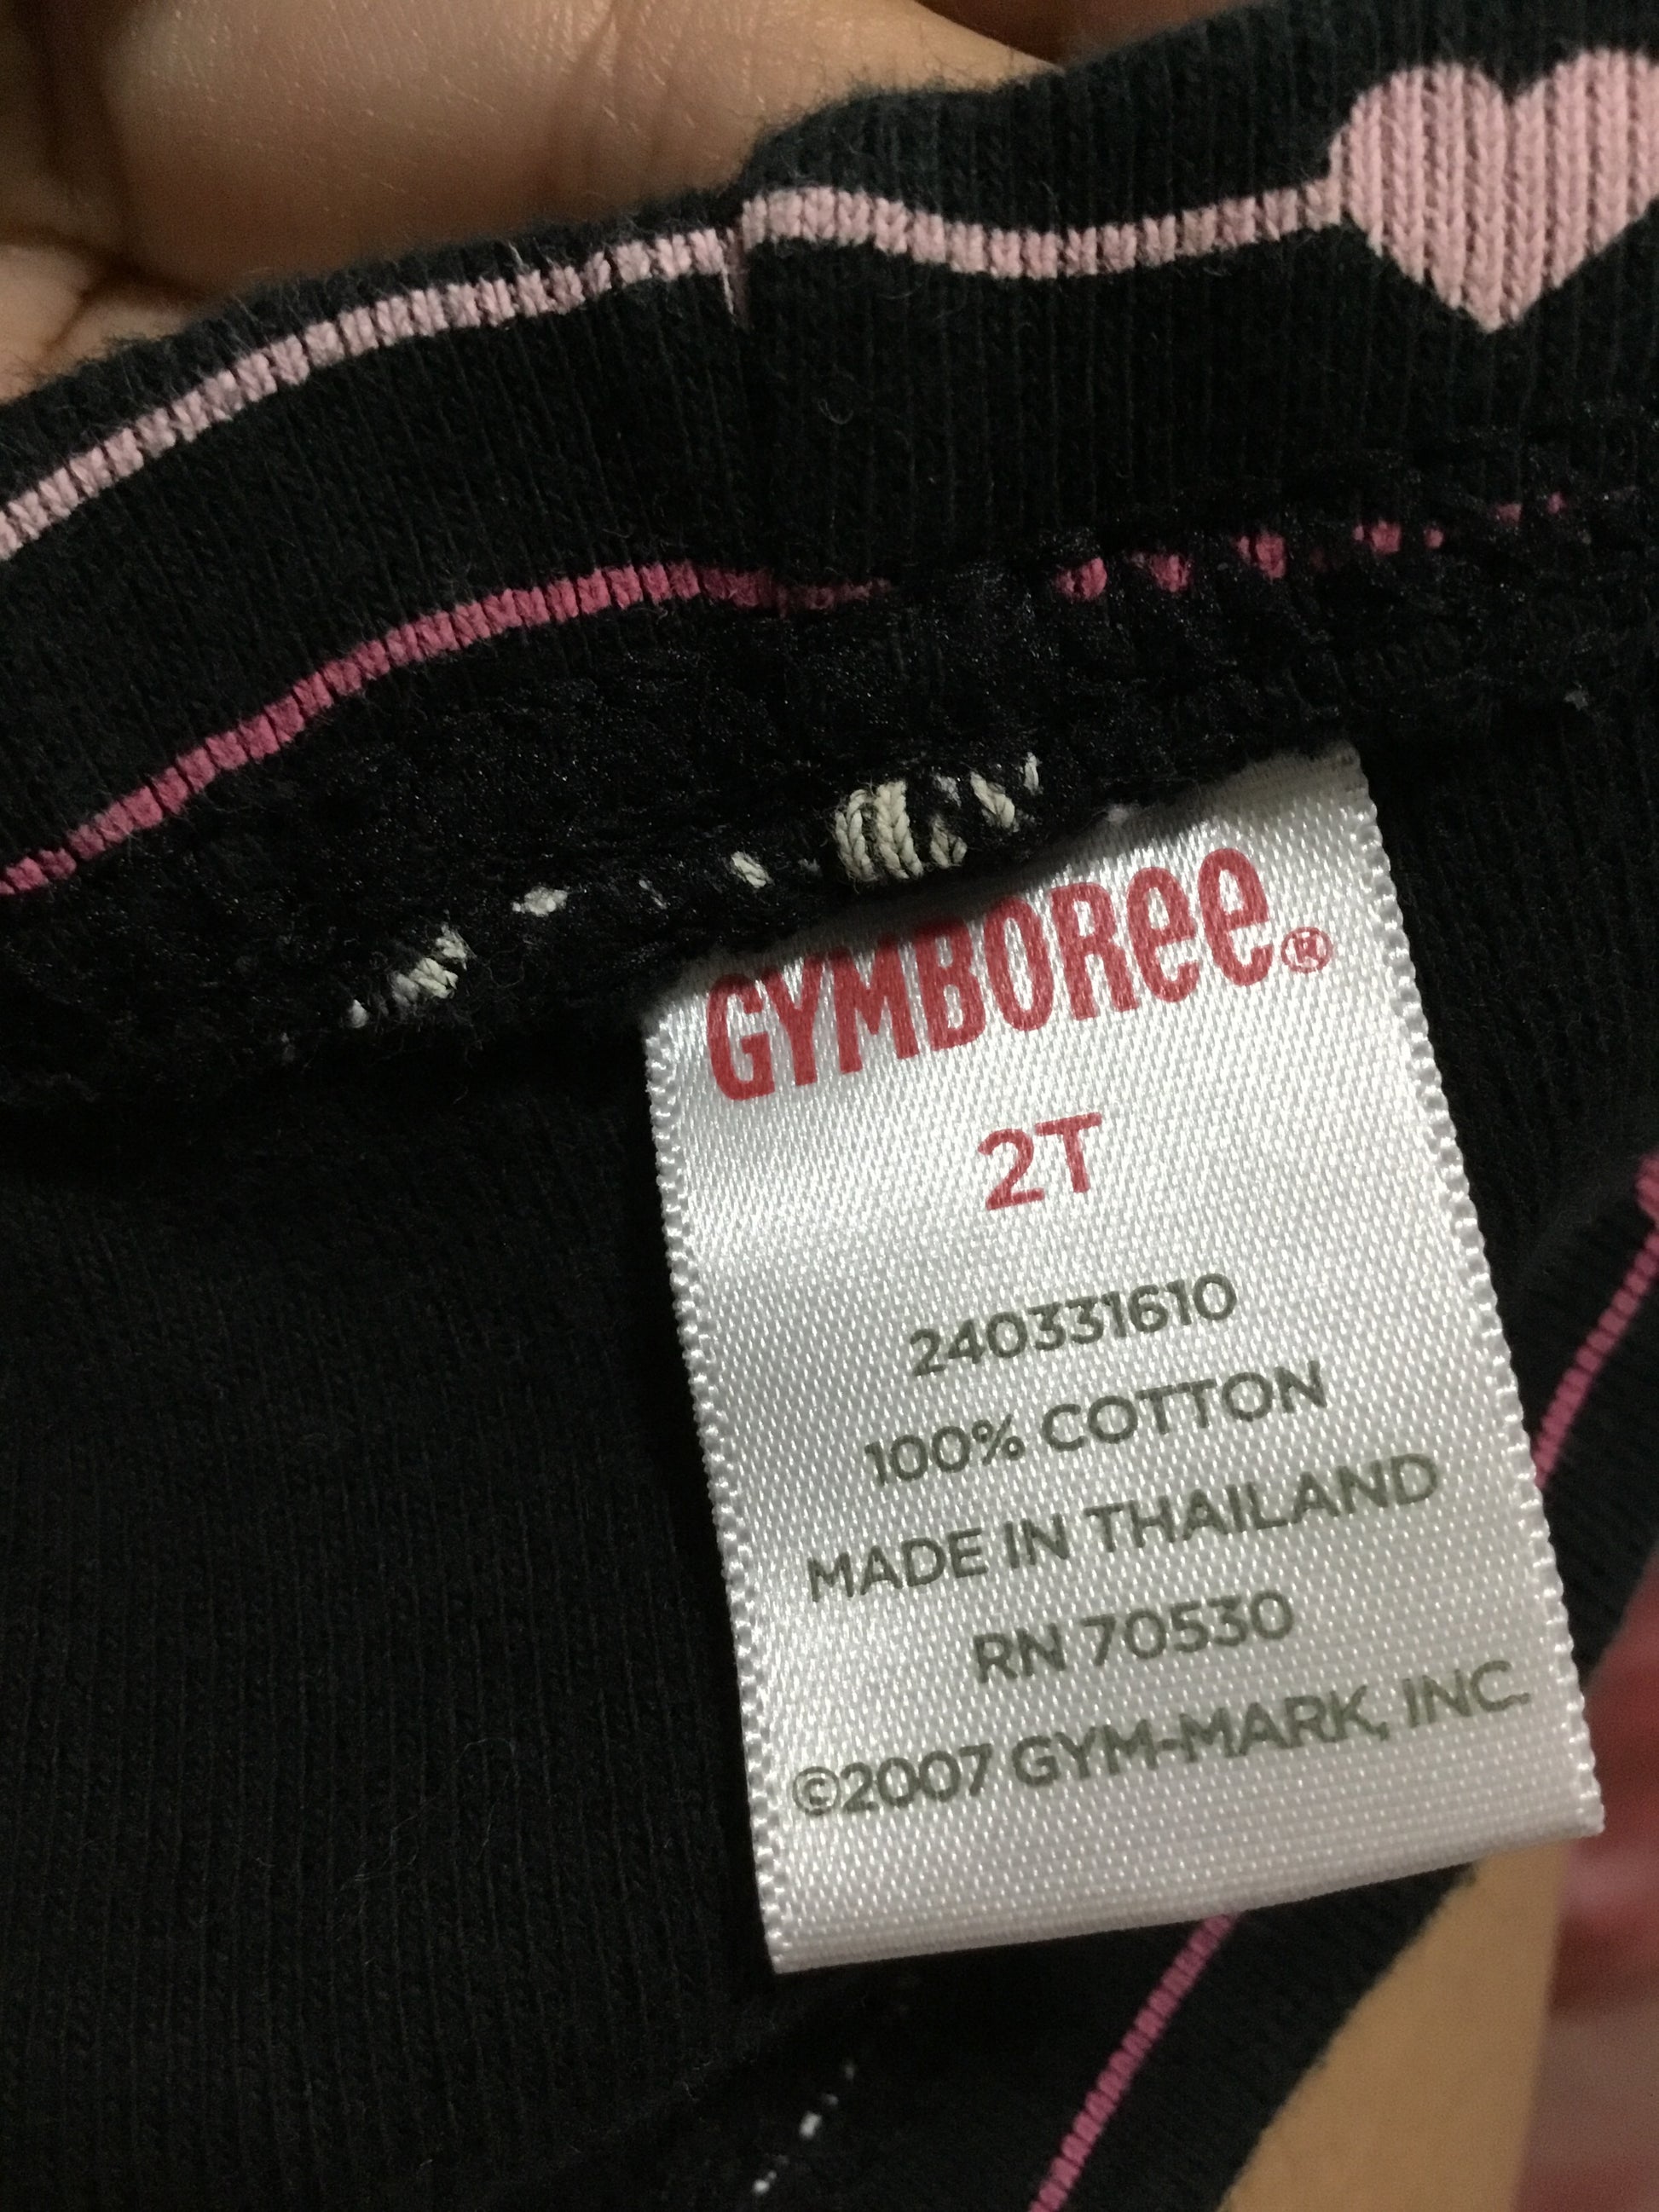 GYMBOREE®
2T
240331610
100% COTTON
MADE IN THAILAND
RN 70530
©2007 GYM-MARK, INC.